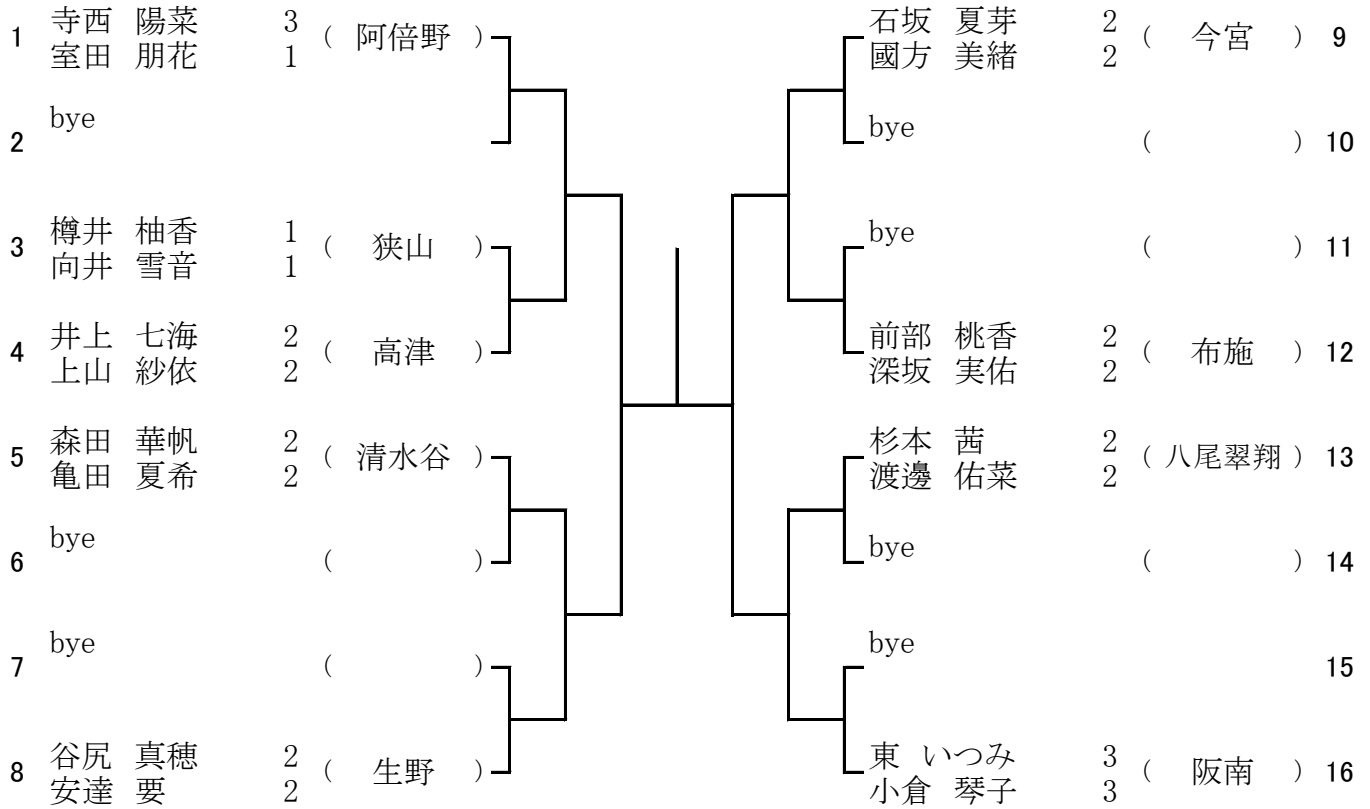 1 寺西 陽菜 3 ( 阿倍野 )
室田 朋花 1
2 bye
3 樽井 柚香 1 ( 狭山 )
向井 雪音 1
4 井上 七海 2 ( 高津 )
上山 紗依 2
5 森田 華帆 2 ( 清水谷 )
亀田 夏希 2
6 bye ( )
7 bye ( )
8 谷尻 真穂 2 ( 生野 )
安達 要 2
石坂 夏芽 2 ( 今宮 ) 9
國方 美緒 2
bye ( ) 10
bye ( ) 11
前部 桃香 2 ( 布施 ) 12
深坂 実佑 2
杉本 茜 2 ( 八尾翠翔 ) 13
渡邊 佑菜 2
bye ( ) 14
bye 15
東 いつみ 3 ( 阪南 ) 16
小倉 琴子 3